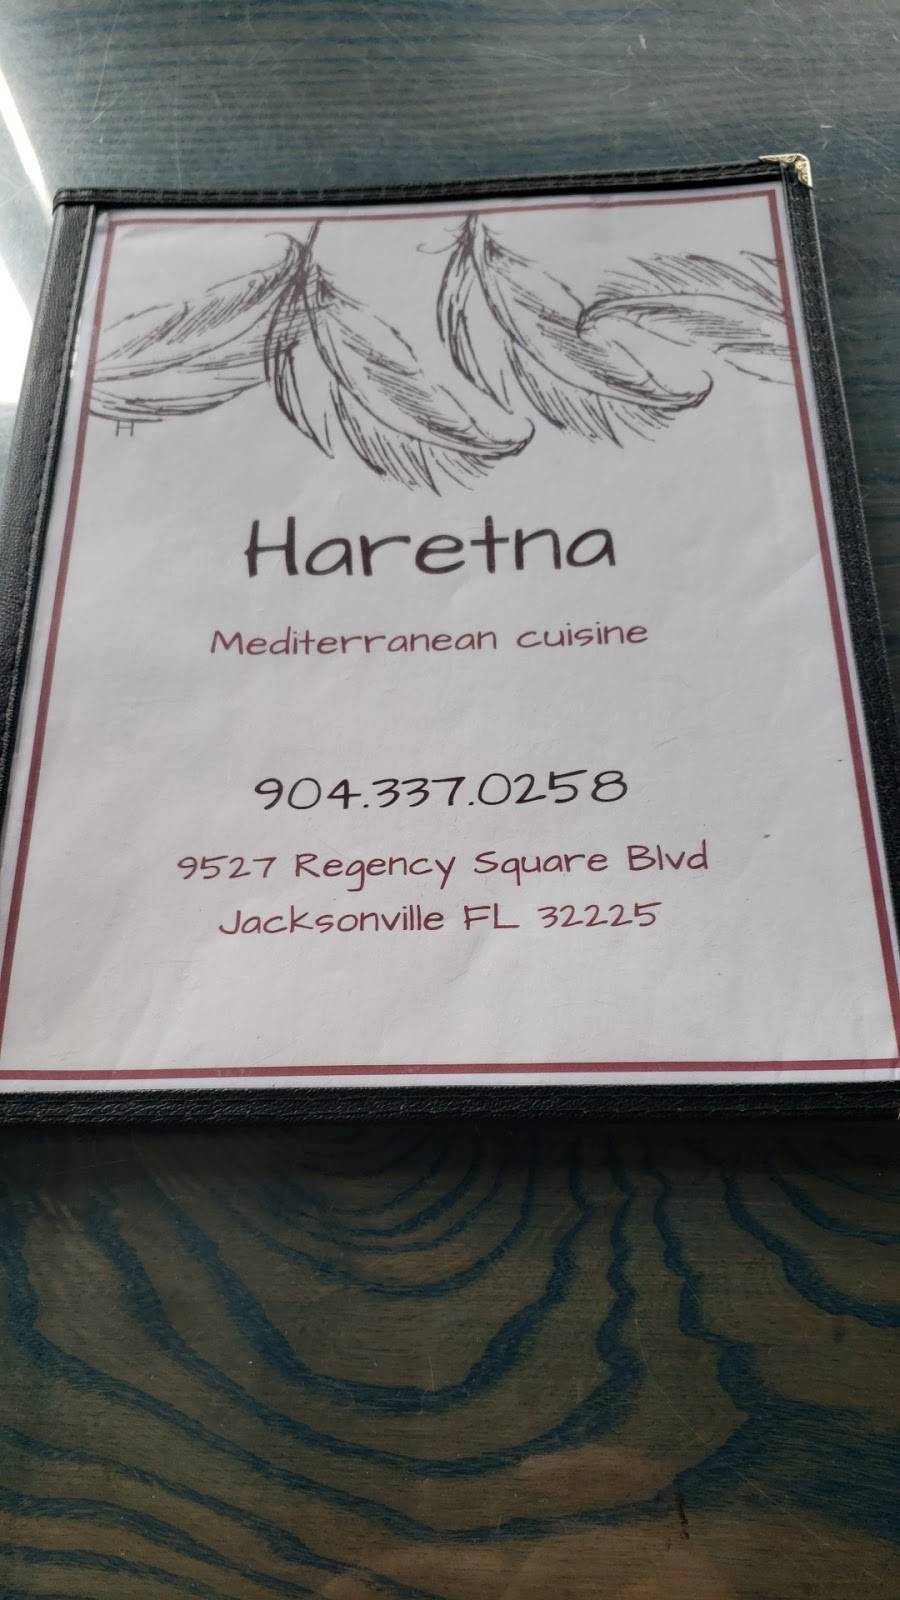 H
Haretna
Mediterranean cuisine
904.337.0258
9527 Regency Square Blvd
Jacksonville FL 32225